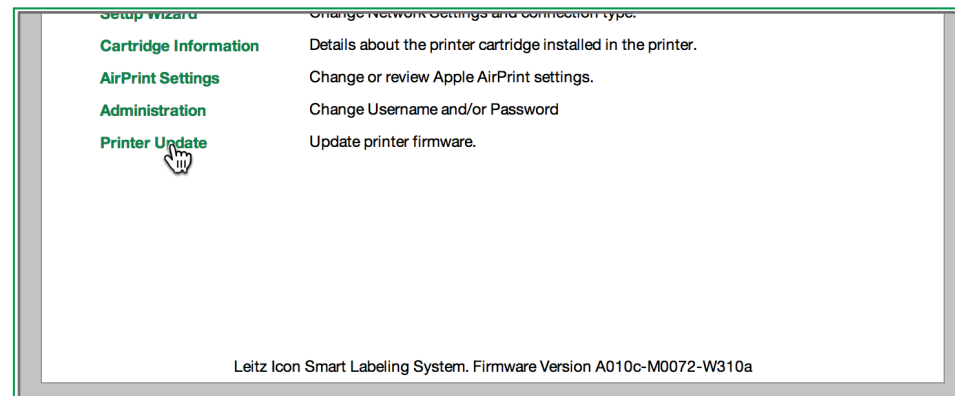 Setup Wizard Change Network Settings and connection type.
Cartridge Information Details about the printer cartridge installed in the printer.
AirPrint Settings Change or review Apple AirPrint settings.
Administration Change Username and/or Password
Printer Update Update printer firmware.
Leitz Icon Smart Labeling System. Firmware Version A010c-M0072-W310a